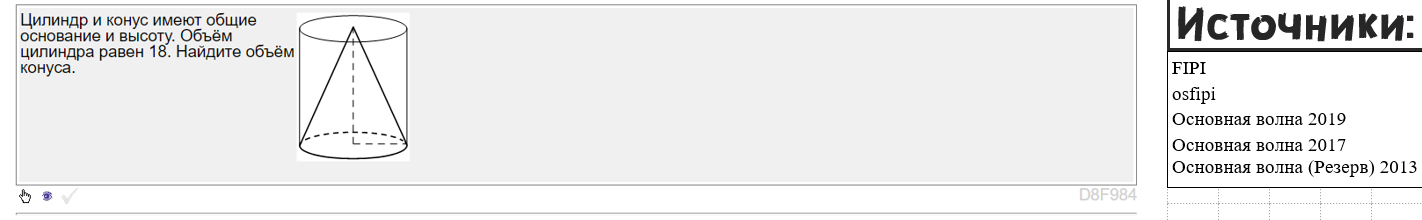 Цилиндр и конус имеют общие
основание и высоту. Объём
цилиндра равен 18. Найдите объём
конуса.
D8F984
Источники:
FIPI
osfipi
Основная волна 2019
Основная волна 2017
Основная волна (Резерв) 2013